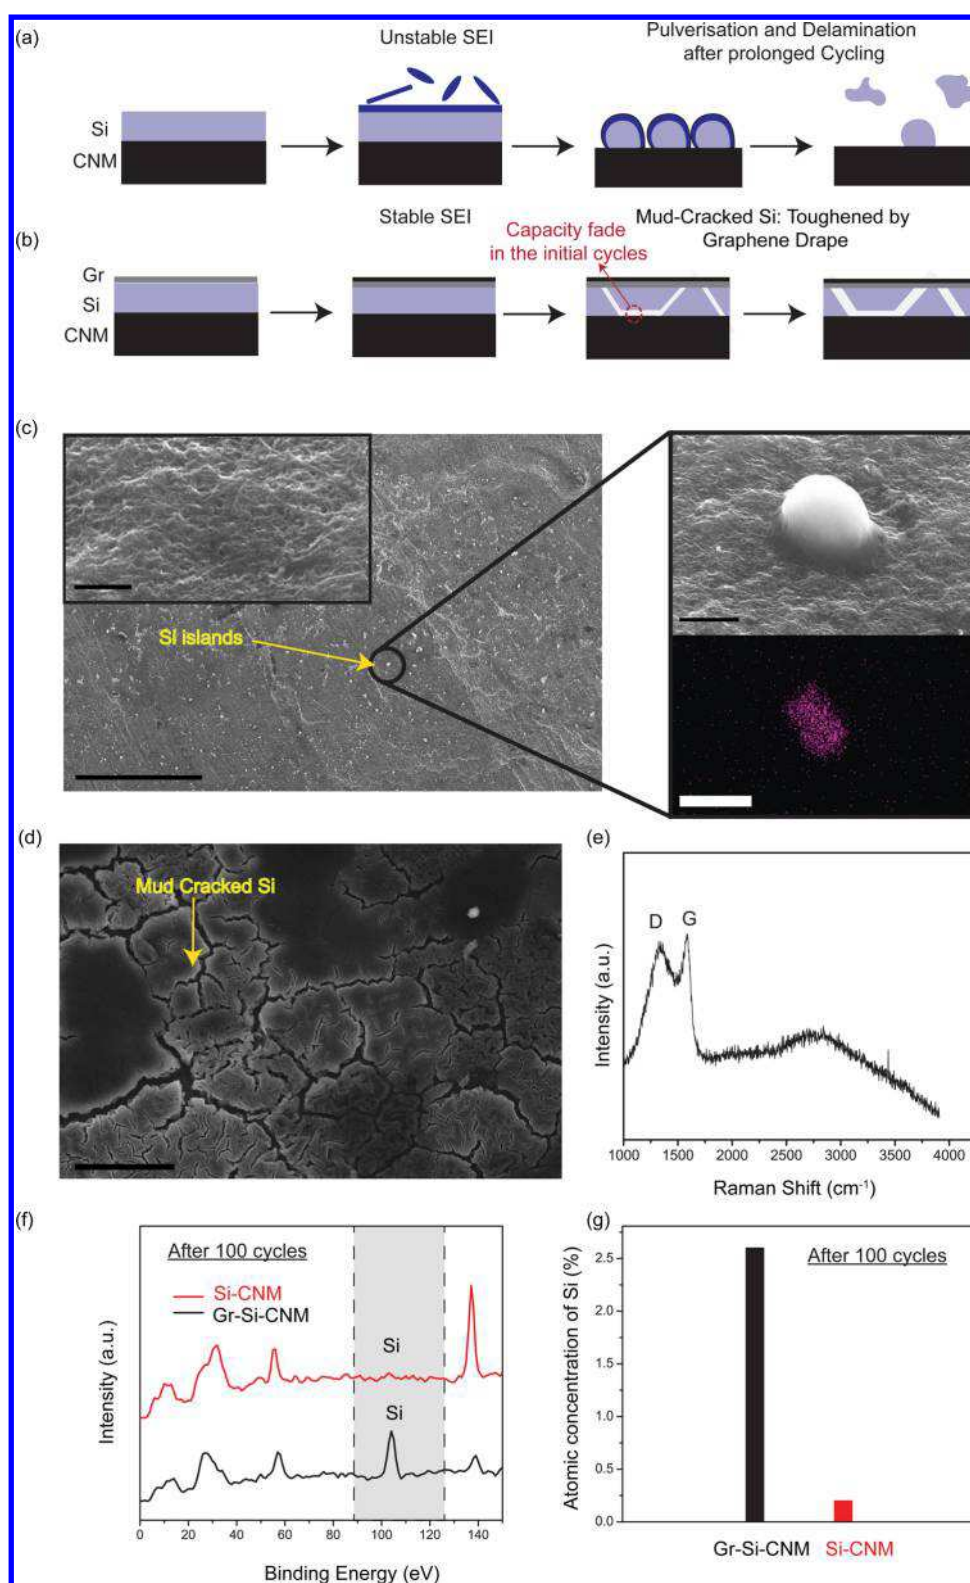 (a)
Unstable SEI
Pulverisation and Delamination
after prolonged Cycling
Si
CNM
(b)
Stable SEI
Mud-Cracked Si: Toughened by
Graphene Drape
Capacity fade
in the initial cycles
Gr
Si
CNM
(c)
SI islands
(d)
Mud Cracked Si
(e)
D
G
Intensity (a.u.)
1000 1500 2000 2500 3000 3500 4000
Raman Shift (cm⁻¹)
(f)
After 100 cycles
Si-CNM
Gr-Si-CNM
Si
Si
Intensity (a.u.)
0 20 40 60 80 100 120 140
Binding Energy (eV)
(g)
After 100 cycles
Atomic concentration of Si (%)
2.5
2.0
1.5
1.0
0.5
0.0
Gr-Si-CNM Si-CNM